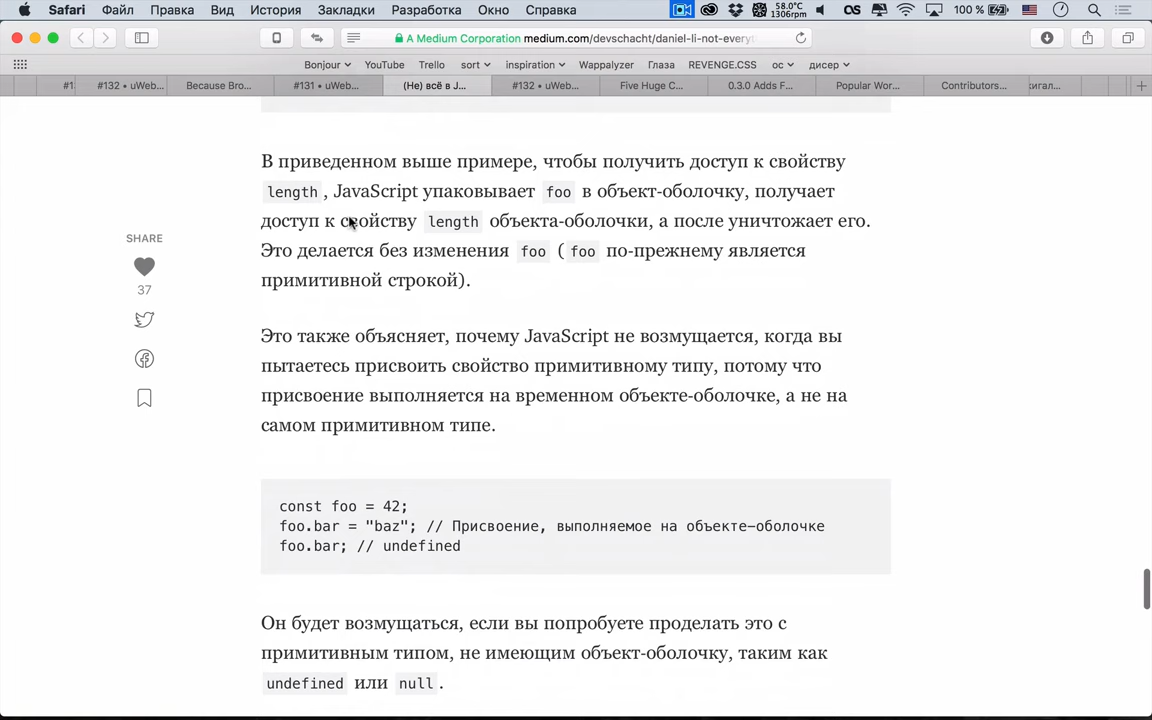 Safari Файл Правка Вид История Закладки Разработка Окно Справка 58.0°C 1306rpm 100 %
A Medium Corporation medium.com/devschacht/daniel-li-not-everyt
Bonjour YouTube Trello sort inspiration Wappalyzer Глаза REVENGE.CSS ос дисер
#1 #132 • uWeb... Because Bro... #131 • uWeb... (Не) всё в J... #132 • uWeb... Five Huge C... 0.3.0 Adds F... Popular Wor... Contributors...
В приведенном выше примере, чтобы получить доступ к свойству
length , JavaScript упаковывает foo в объект-оболочку, получает
доступ к свойству length объекта-оболочки, а после уничтожает его.
Это делается без изменения foo ( foo по-прежнему является
примитивной строкой).
SHARE
37
Это также объясняет, почему JavaScript не возмущается, когда вы
пытаетесь присвоить свойство примитивному типу, потому что
присвоение выполняется на временном объекте-оболочке, а не на
самом примитивном типе.
const foo = 42;
foo.bar = "baz"; // Присвоение, выполняемое на объекте-оболочке
foo.bar; // undefined
Он будет возмущаться, если вы попробуете проделать это с
примитивным типом, не имеющим объект-оболочку, таким как
undefined или null .